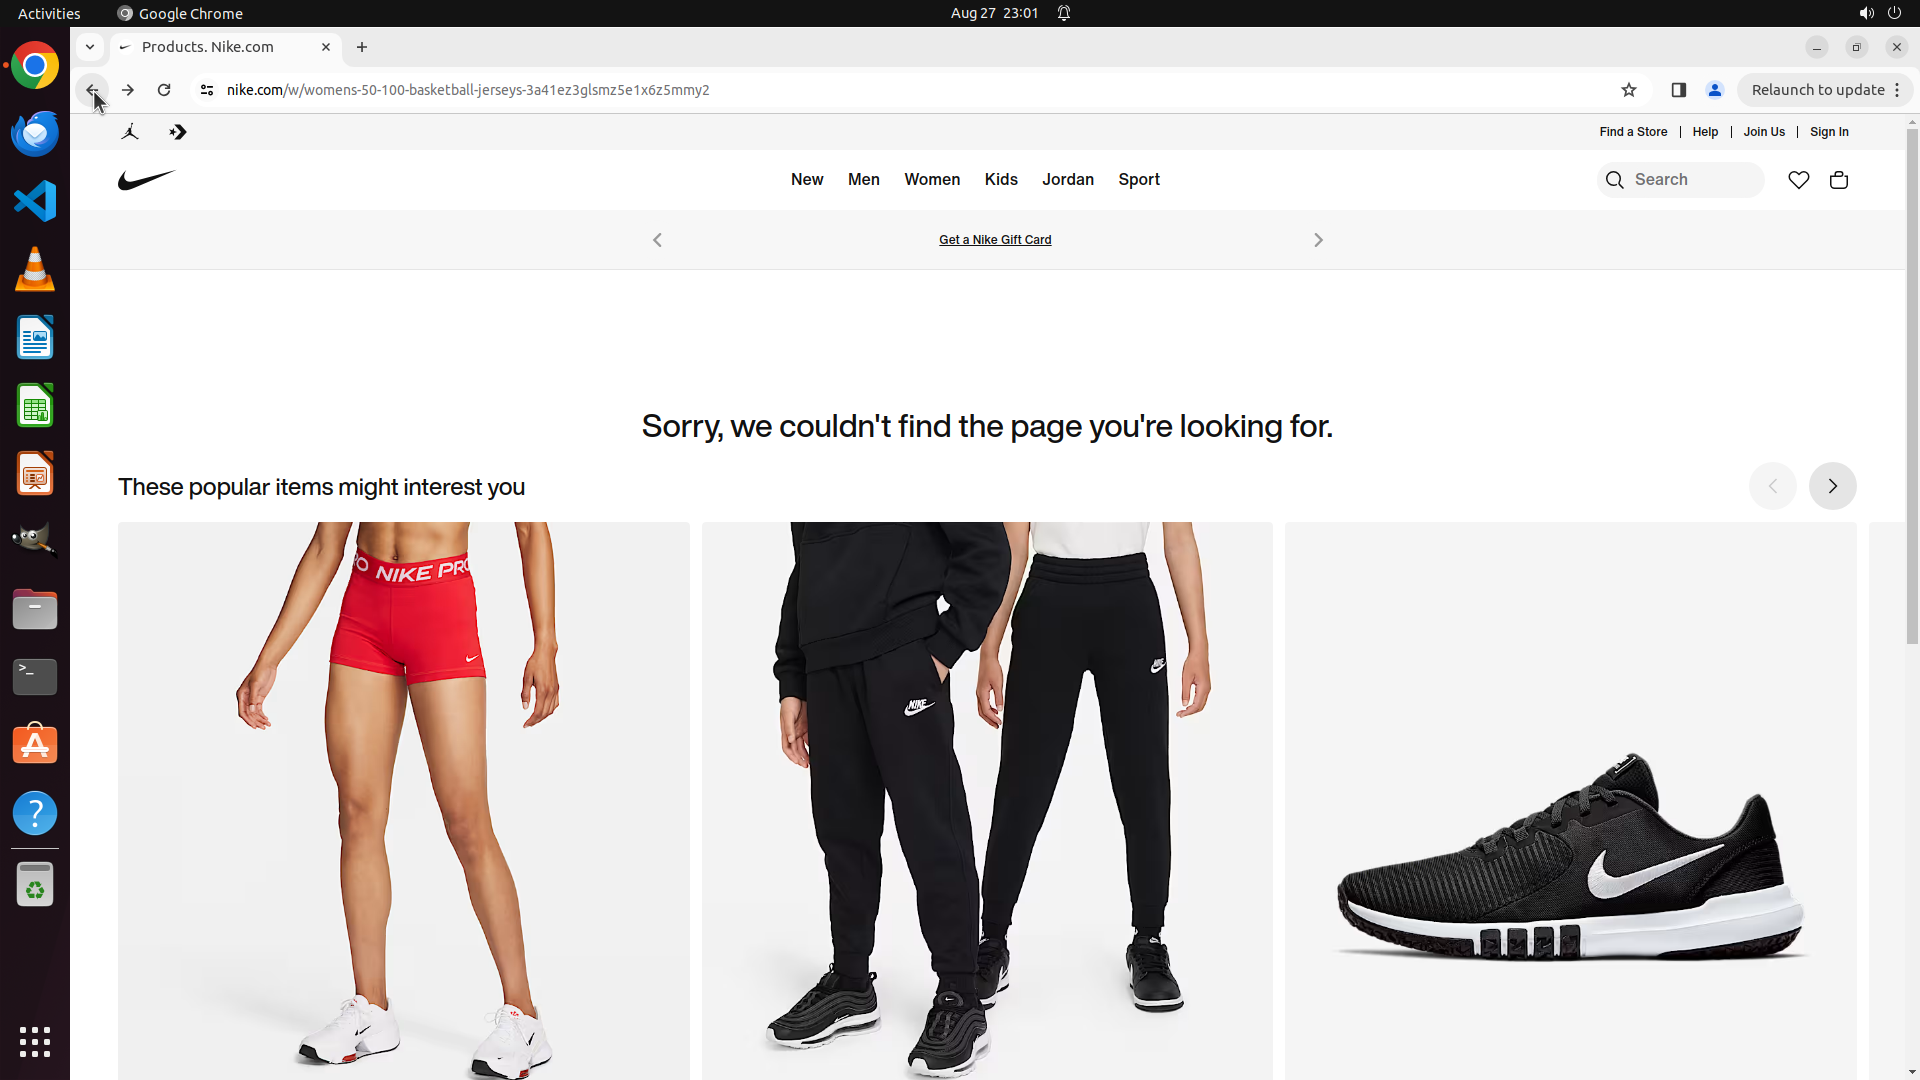 Activities
Google Chrome
Aug 27 23:01
Products. Nike.com
nike.com/w/womens-50-100-basketball-jerseys-3a41ez3glsmz5e1x6z5mmy2
Relaunch to update
Find a Store
Help
Join Us
Sign In
New
Men
Women
Kids
Jordan
Sport
Search
Get a Nike Gift Card
Sorry, we couldn't find the page you're looking for.
These popular items might interest you
NIKE PRO
NIKE
NIKE